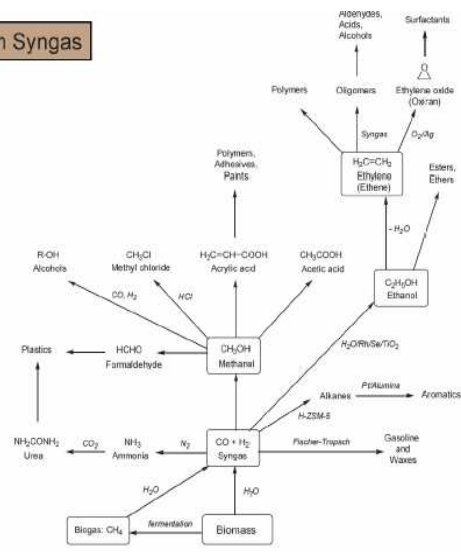 n Syngas
Aldehydes,
Acids,
Alcohols
Surfactants
Polymers
Oligomers
Ethylene oxide
(Oxiran)
O
Syngas
O₂/Ag
H₂C=CH₂
Ethylene
(Ethene)
Esters,
Ethers
Polymers,
Adhesives,
Paints
-H₂O
R-OH
Alcohols
CH₃Cl
Methyl chloride
H₂C=CH-COOH
Acrylic acid
CH₃COOH
Acetic acid
C₂H₅OH
Ethanol
CO, H₂
HCl
H₂O/Rh/Se/TiO₂
Plastics
HCHO
Formaldehyde
CH₃OH
Methanol
Pt/Alumina
Alkanes
Aromatics
H-ZSM-5
NH₂CONH₂
Urea
CO₂
NH₃
Ammonia
N₂
CO + H₂
Syngas
Fischer-Tropsch
Gasoline
and
Waxes
H₂O
H₂O
Biogas: CH₄
fermentation
Biomass